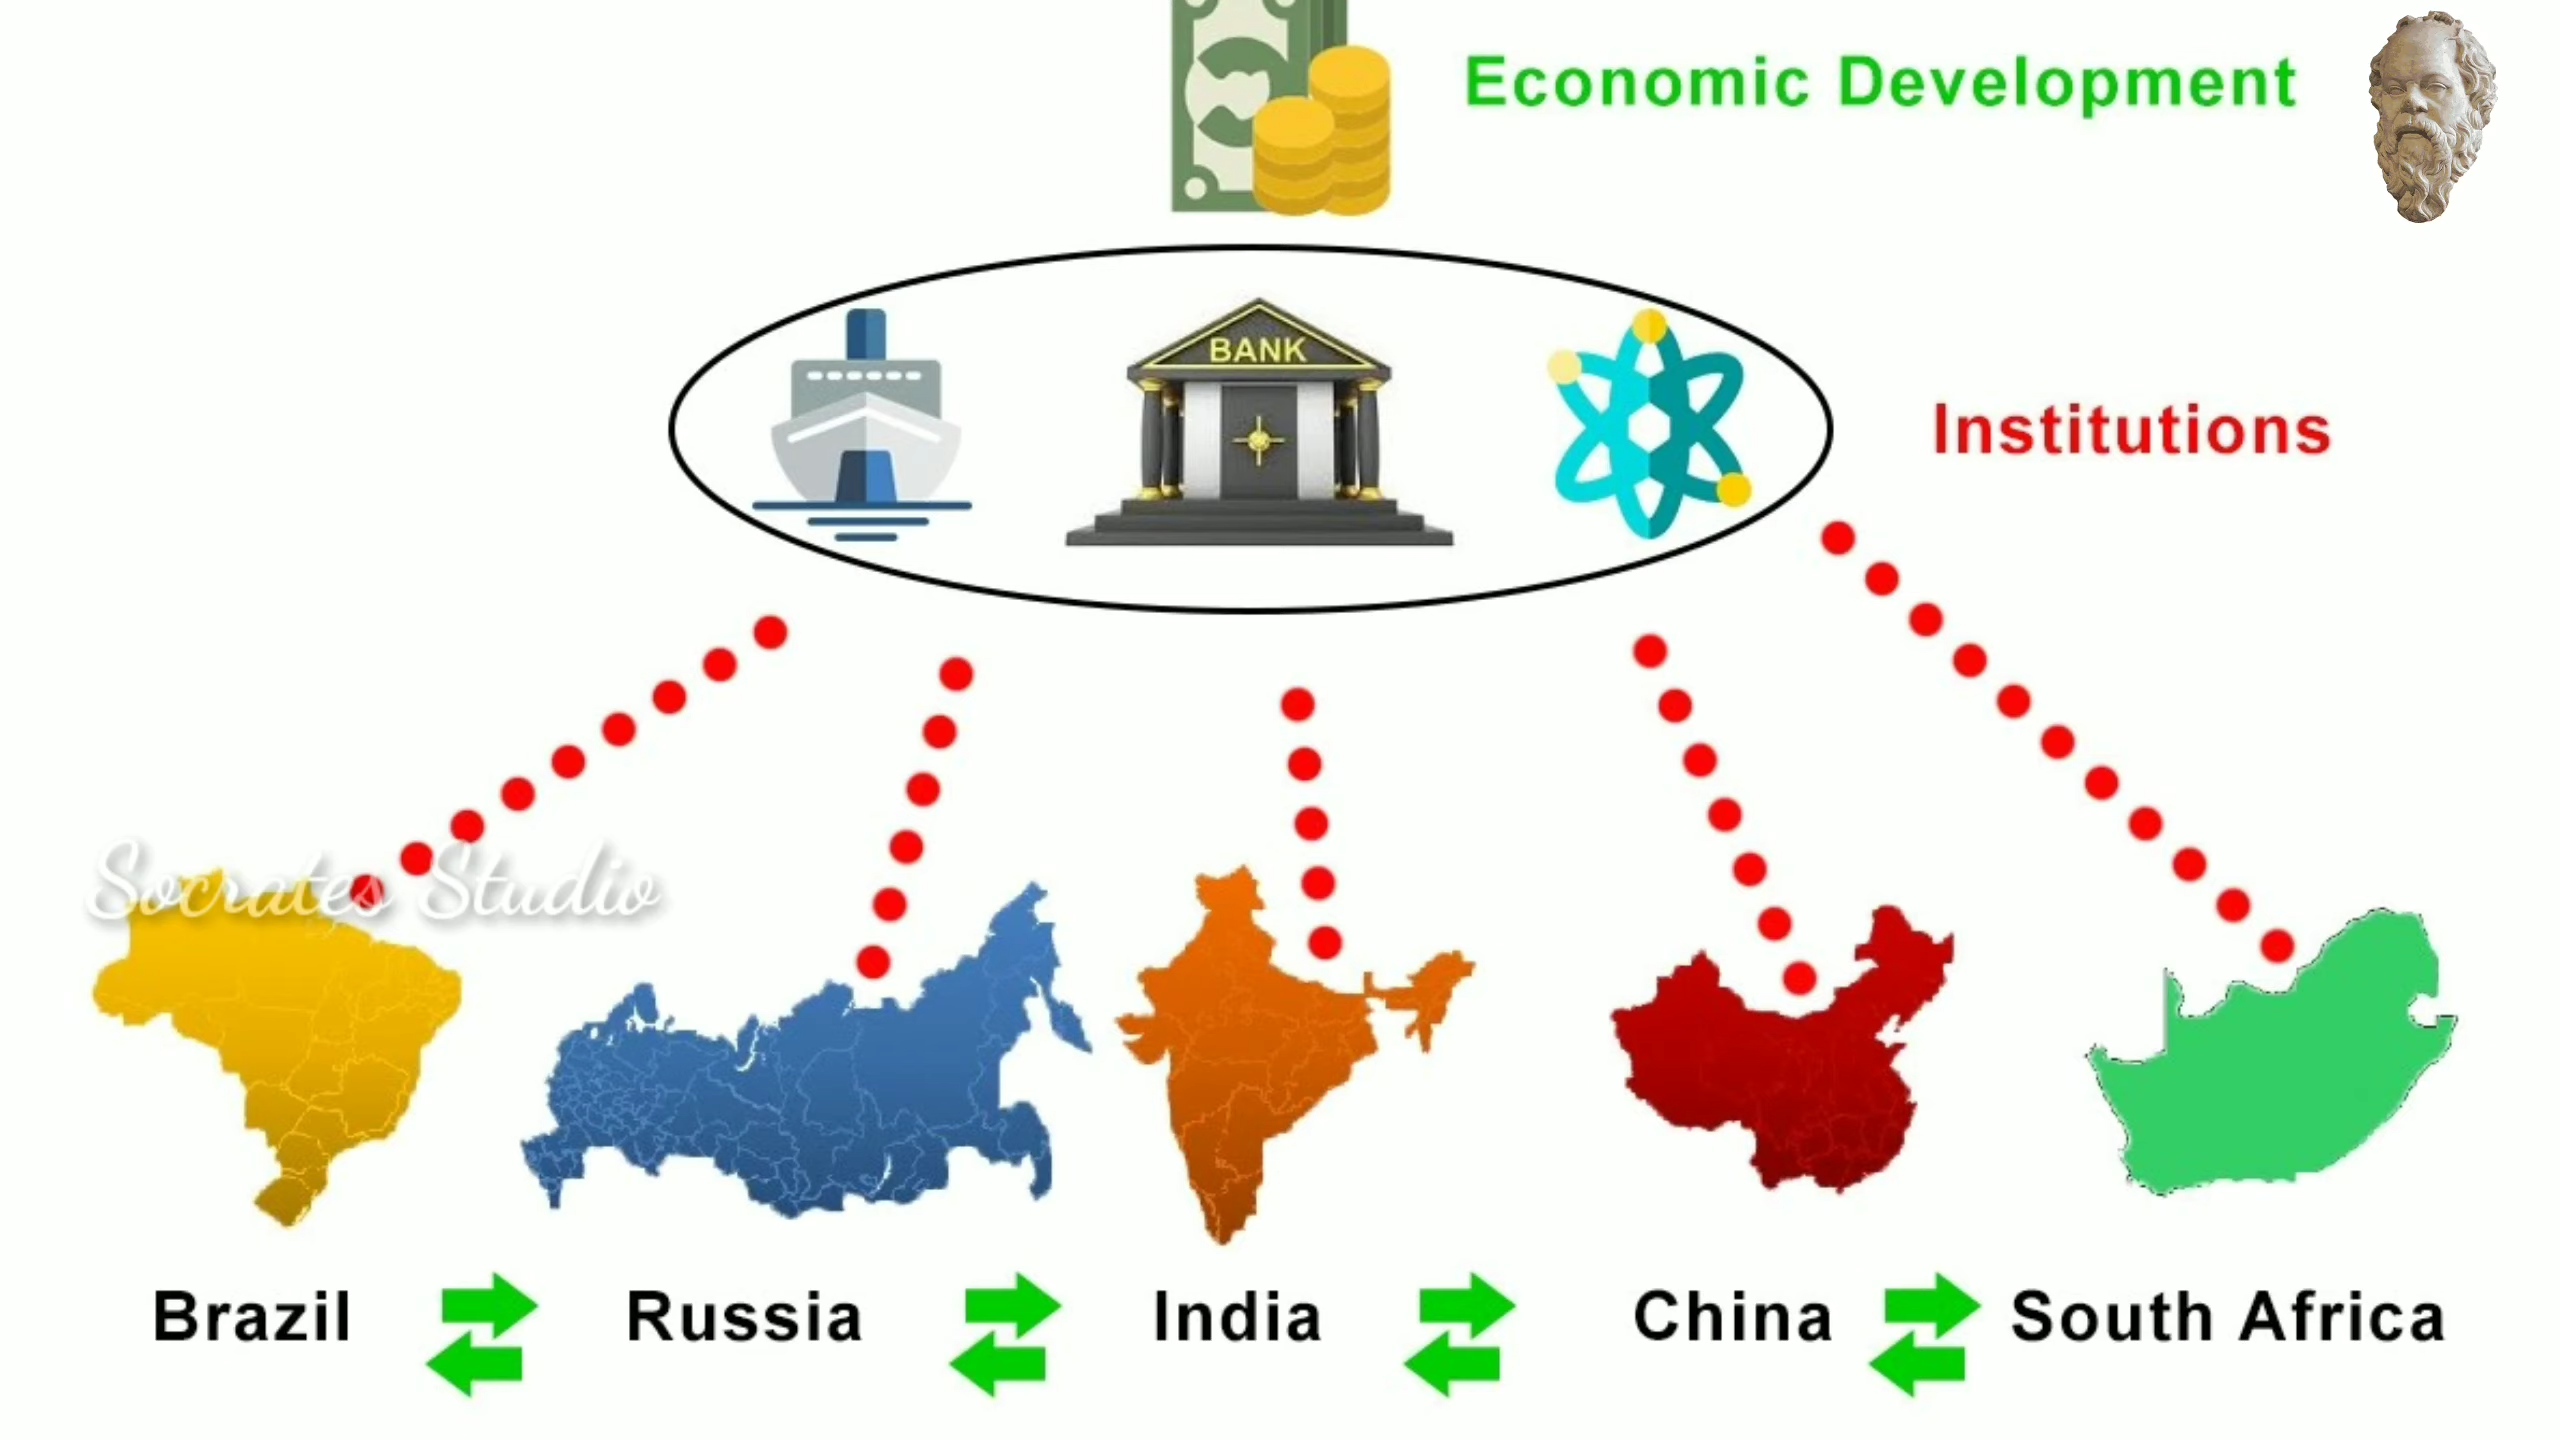 Economic Development
BANK
Institutions
Socrates Studio
Brazil Russia India China South Africa